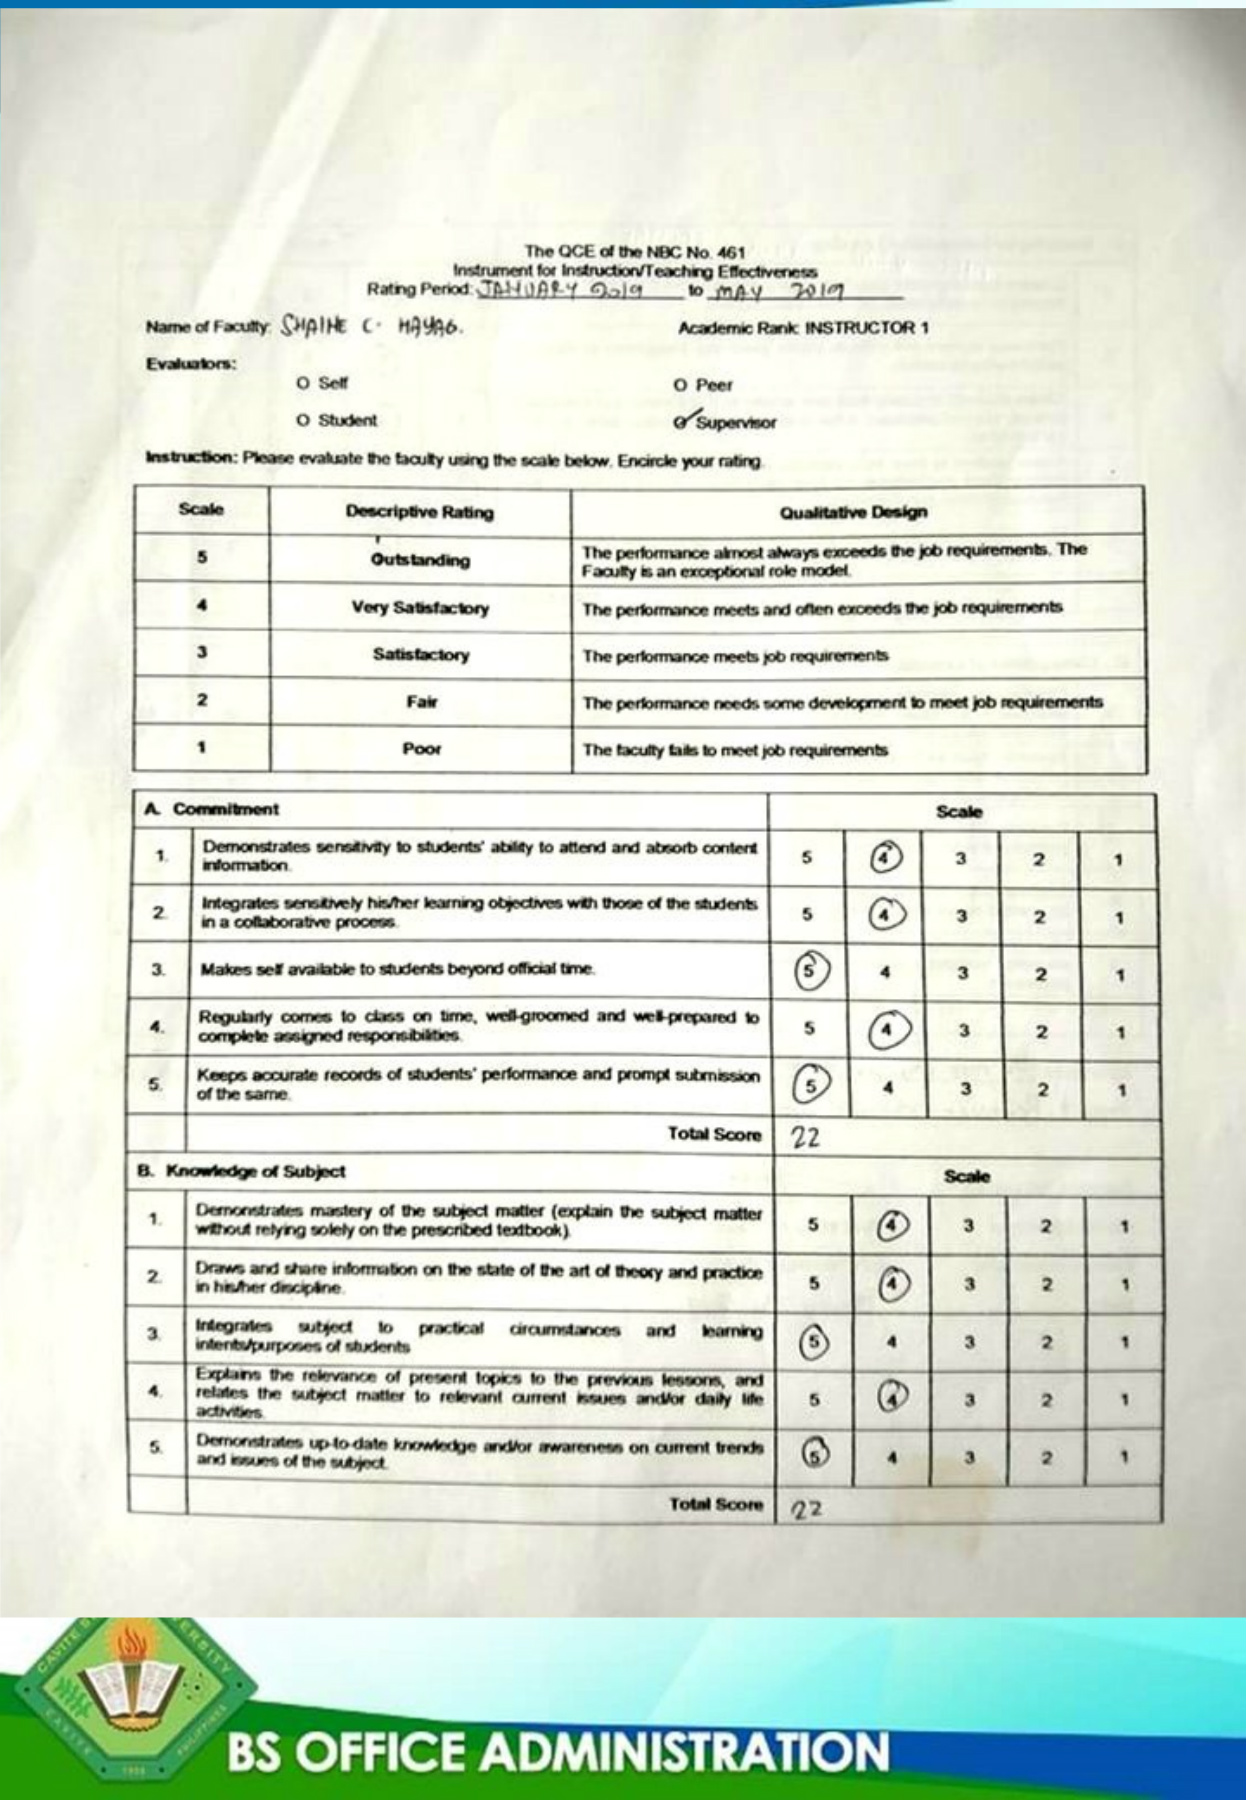 The QCE of the NBC No. 461
Instrument for Instruction/Teaching Effectiveness
Rating Period: JANUARY 2019 to MAY 2019
Name of Faculty: SHAINE C. HAYAG. Academic Rank: INSTRUCTOR 1
Evaluators:
O Self O Peer
O Student O Supervisor
Instruction: Please evaluate the faculty using the scale below. Encircle your rating.
Scale Descriptive Rating Qualitative Design
5 Outstanding The performance almost always exceeds the job requirements. The
Faculty is an exceptional role model.
4 Very Satisfactory The performance meets and often exceeds the job requirements
3 Satisfactory The performance meets job requirements
2 Fair The performance needs some development to meet job requirements
1 Poor The faculty fails to meet job requirements
A. Commitment Scale
1. Demonstrates sensitivity to students' ability to attend and absorb content
information. 5 4 3 2 1
2. Integrates sensitively his/her learning objectives with those of the students
in a collaborative process. 5 4 3 2 1
3. Makes self available to students beyond official time. 5 4 3 2 1
4. Regularly comes to class on time, well-groomed and well-prepared to
complete assigned responsibilities. 5 4 3 2 1
5. Keeps accurate records of students' performance and prompt submission
of the same. 5 4 3 2 1
Total Score 22
B. Knowledge of Subject Scale
1. Demonstrates mastery of the subject matter (explain the subject matter
without relying solely on the prescribed textbook). 5 4 3 2 1
2. Draws and share information on the state of the art of theory and practice
in his/her discipline. 5 4 3 2 1
3. Integrates subject to practical circumstances and learning
intents/purposes of students 5 4 3 2 1
4. Explains the relevance of present topics to the previous lessons, and
relates the subject matter to relevant current issues and/or daily life
activities. 5 4 3 2 1
5. Demonstrates up-to-date knowledge and/or awareness on current trends
and issues of the subject. 5 4 3 2 1
Total Score 22
CAVITE
CAVITE
PHILIPPINES
1906
BS OFFICE ADMINISTRATION